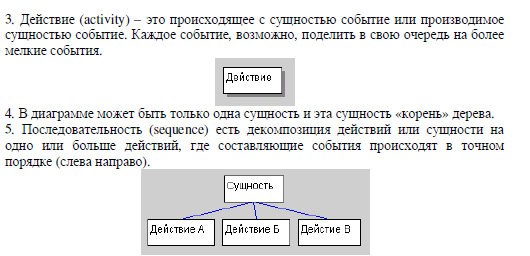 3. Действие (activity) – это происходящее с сущностью событие или производимое
сущностью событие. Каждое событие, возможно, поделить в свою очередь на более
мелкие события.
Действие
4. В диаграмме может быть только одна сущность и эта сущность «корень» дерева.
5. Последовательность (sequence) есть декомпозиция действий или сущности на
одно или больше действий, где составляющие события происходят в точном
порядке (слева направо).
Сущность
Действие А Действие Б Действие В